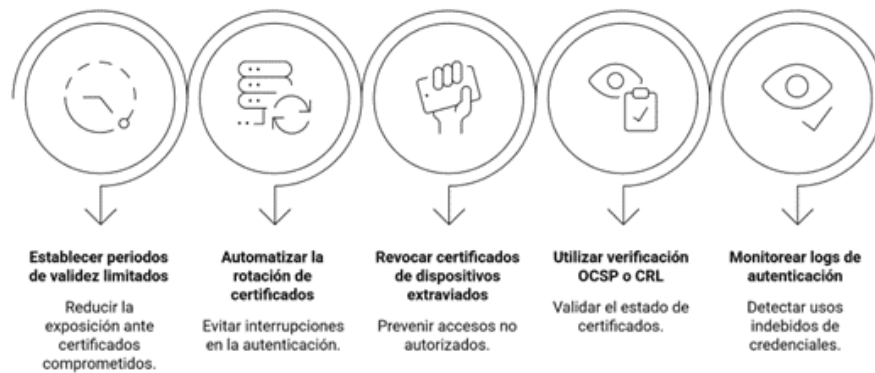 Establecer periodos
de validez limitados
Reducir la
exposición ante
certificados
comprometidos.
Automatizar la
rotación de
certificados
Evitar interrupciones
en la autenticación.
Revocar certificados
de dispositivos
extraviados
Prevenir accesos no
autorizados.
Utilizar verificación
OCSP o CRL
Validar el estado de
certificados.
Monitorear logs de
autenticación
Detectar usos
indebidos de
credenciales.